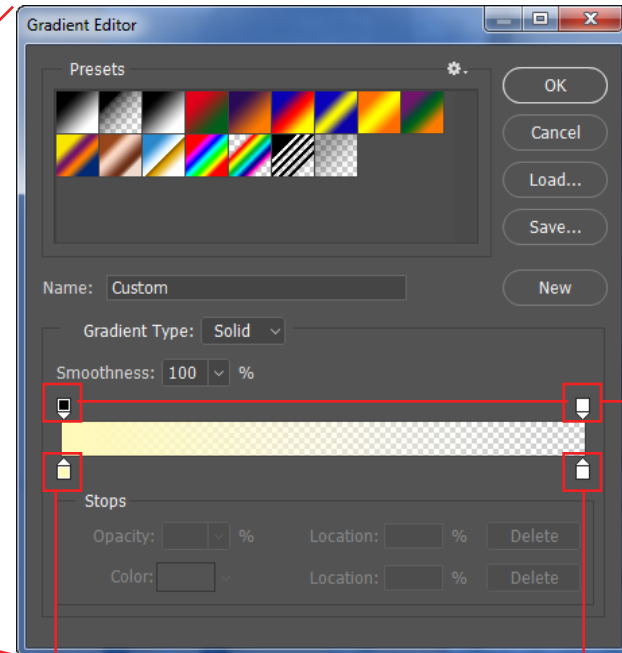 Gradient Editor
Presets
OK
Cancel
Load...
Save...
Name: Custom
New
Gradient Type: Solid
Smoothness: 100 %
Stops
Opacity: % Location: % Delete
Color: Location: % Delete